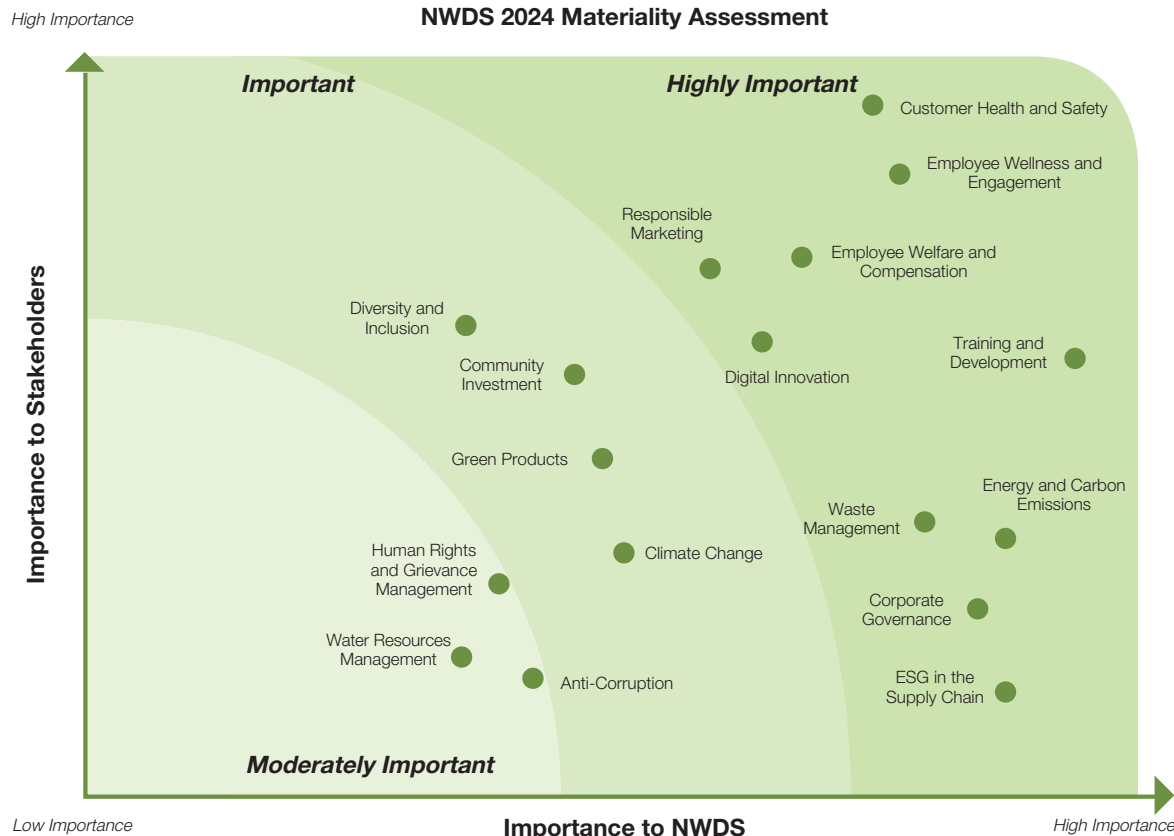 High Importance
NWDS 2024 Materiality Assessment
Important
Highly Important
Customer Health and Safety
Employee Wellness and
Engagement
Responsible
Marketing
Employee Welfare and
Compensation
Diversity and
Inclusion
Community
Investment
Digital Innovation
Training and
Development
Green Products
Energy and Carbon
Emissions
Waste
Management
Human Rights
and Grievance
Management
Climate Change
Corporate
Governance
Water Resources
Management
Anti-Corruption
ESG in the
Supply Chain
Moderately Important
Importance to Stakeholders
Low Importance
Importance to NWDS
High Importance